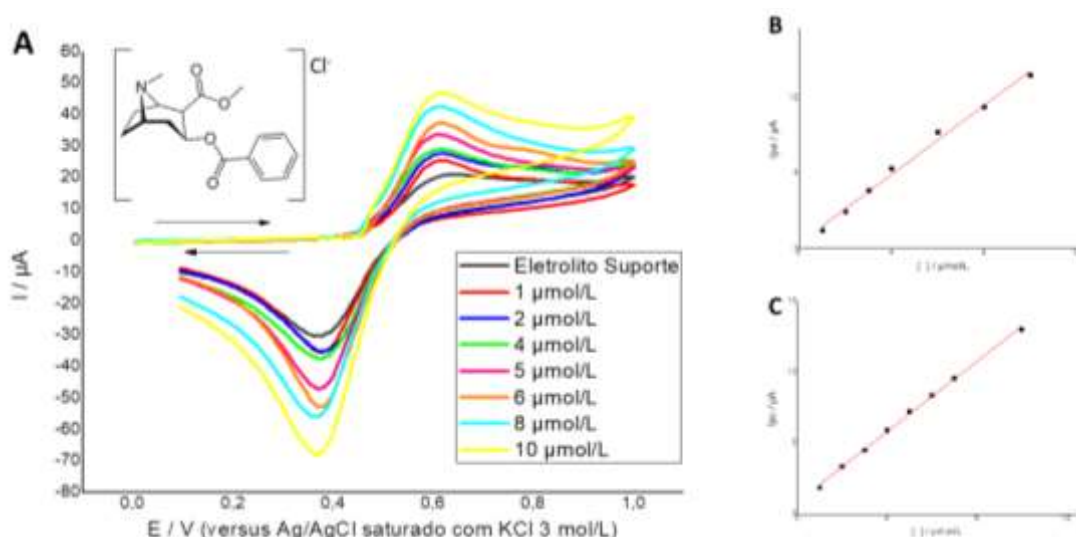 A
60
50
40
30
20
10
0
-10
-20
-30
-40
-50
-60
-70
-80
I / µA
N
O
O
O
O
Cl⁻
Eletrolito Suporte
1 µmol/L
2 µmol/L
4 µmol/L
5 µmol/L
6 µmol/L
8 µmol/L
10 µmol/L
0,0 0,2 0,4 0,6 0,8 1,0
E / V (versus Ag/AgCl saturado com KCl 3 mol/L)
B
[ ] / µmol/L
C
[ ] / µmol/L